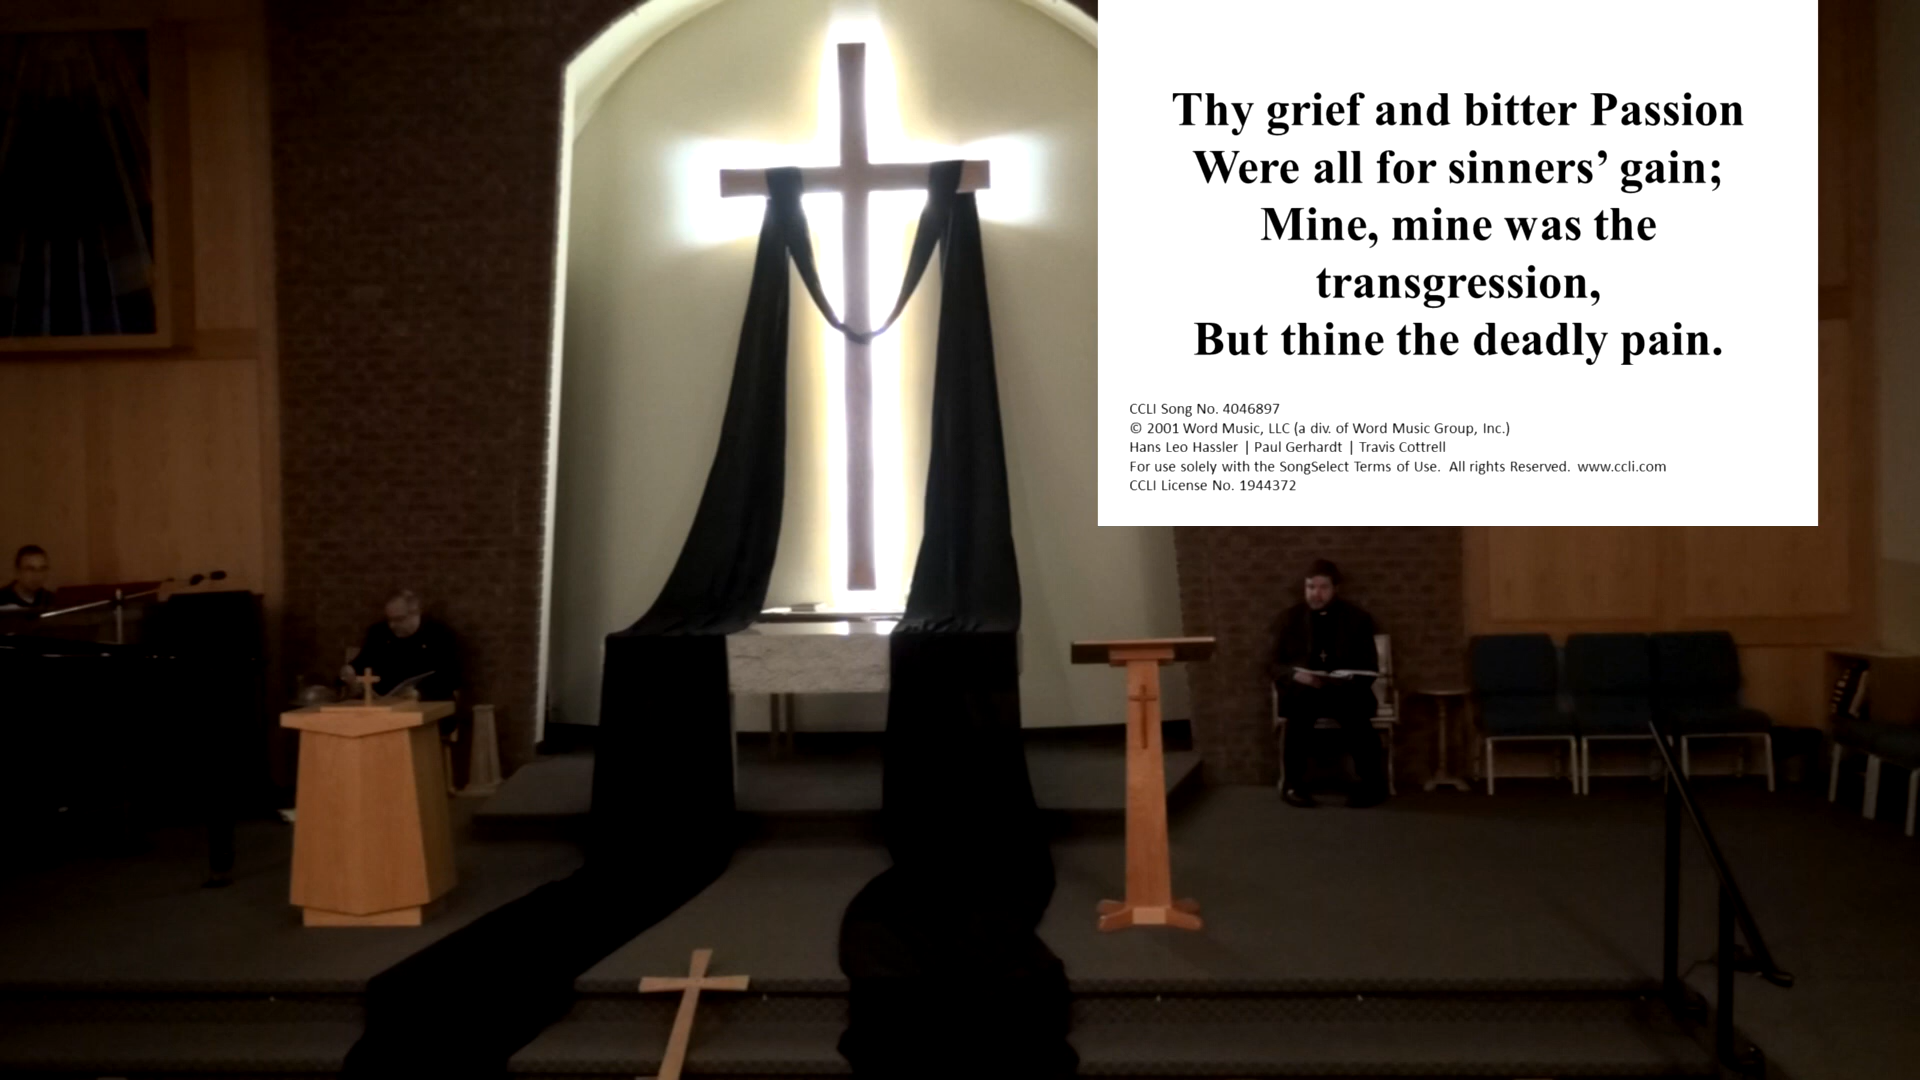 Thy grief and bitter Passion
Were all for sinners’ gain;
Mine, mine was the
transgression,
But thine the deadly pain.
CCLI Song No. 4046897
© 2001 Word Music, LLC (a div. of Word Music Group, Inc.)
Hans Leo Hassler | Paul Gerhardt | Travis Cottrell
For use solely with the SongSelect Terms of Use.  All rights Reserved.  www.ccli.com
CCLI License No. 1944372